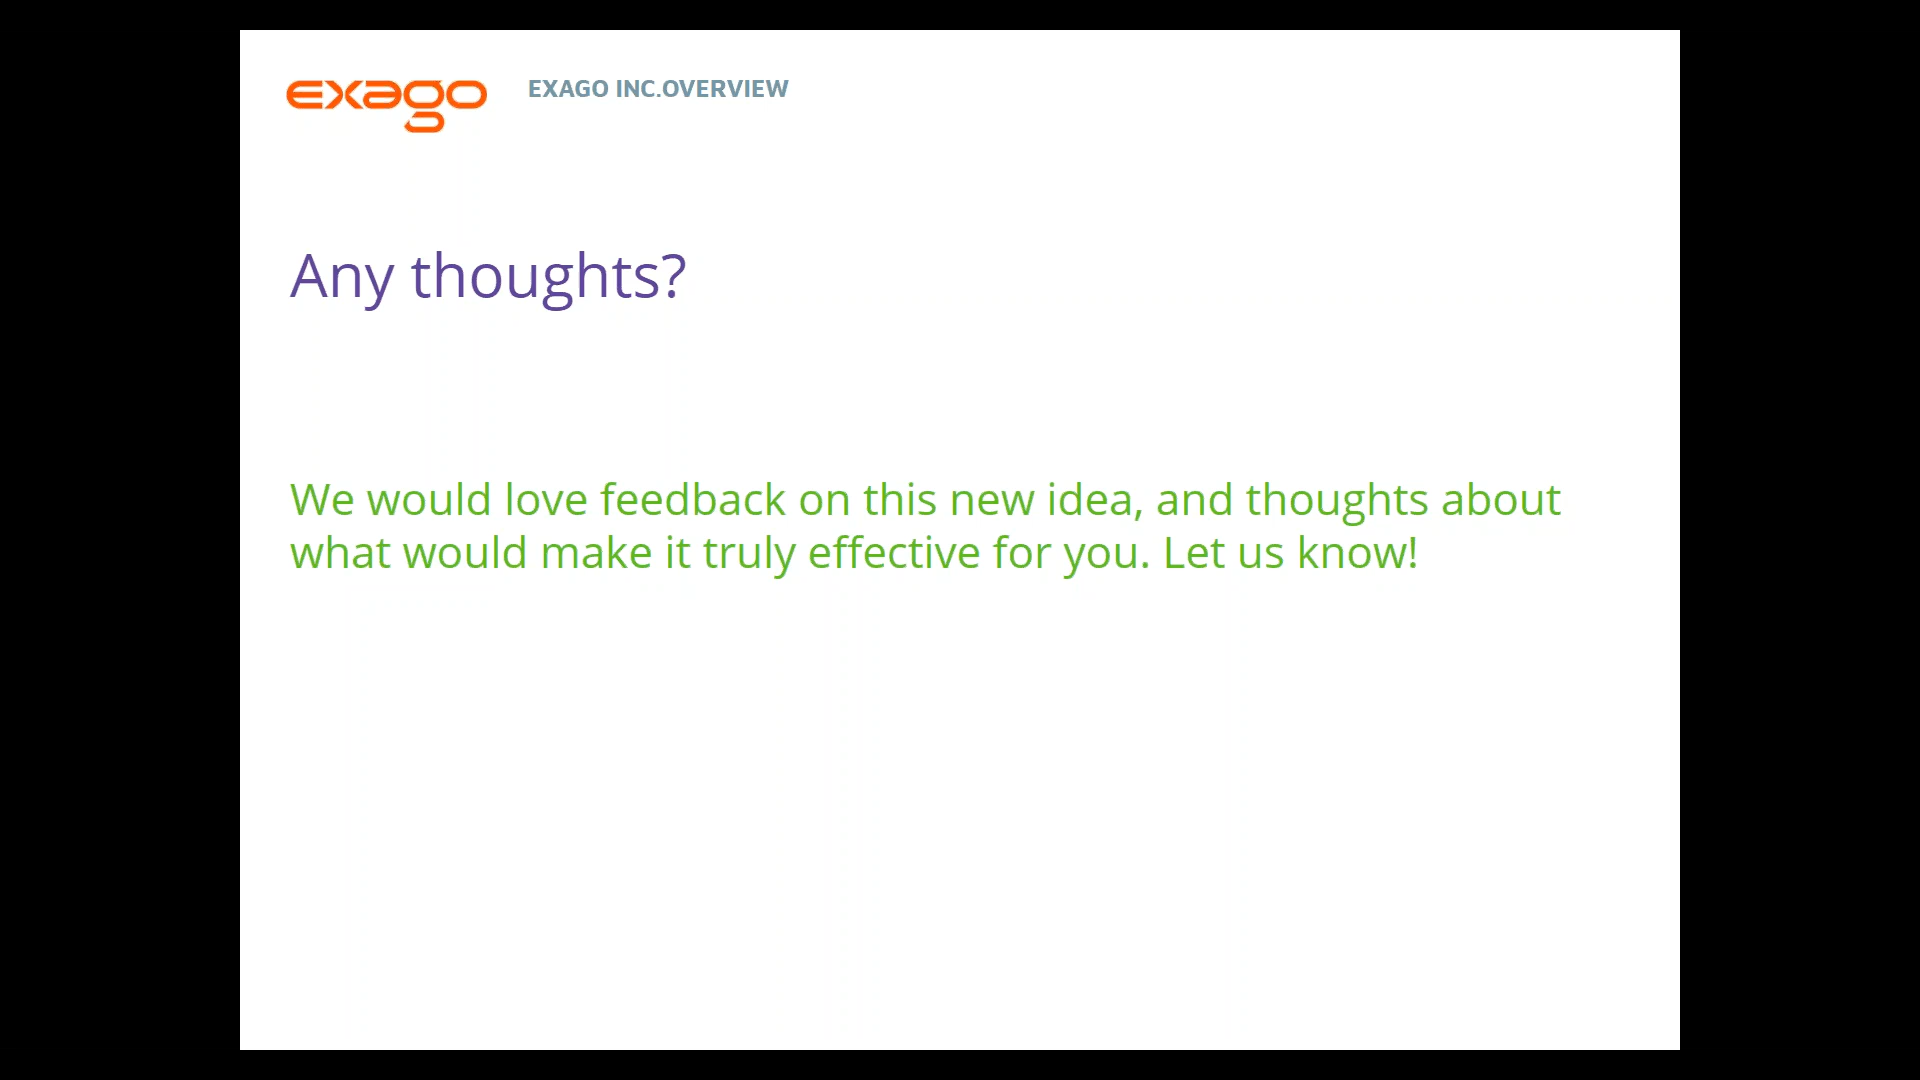 exago
EXAGO INC.OVERVIEW
Any thoughts?
We would love feedback on this new idea, and thoughts about
what would make it truly effective for you. Let us know!